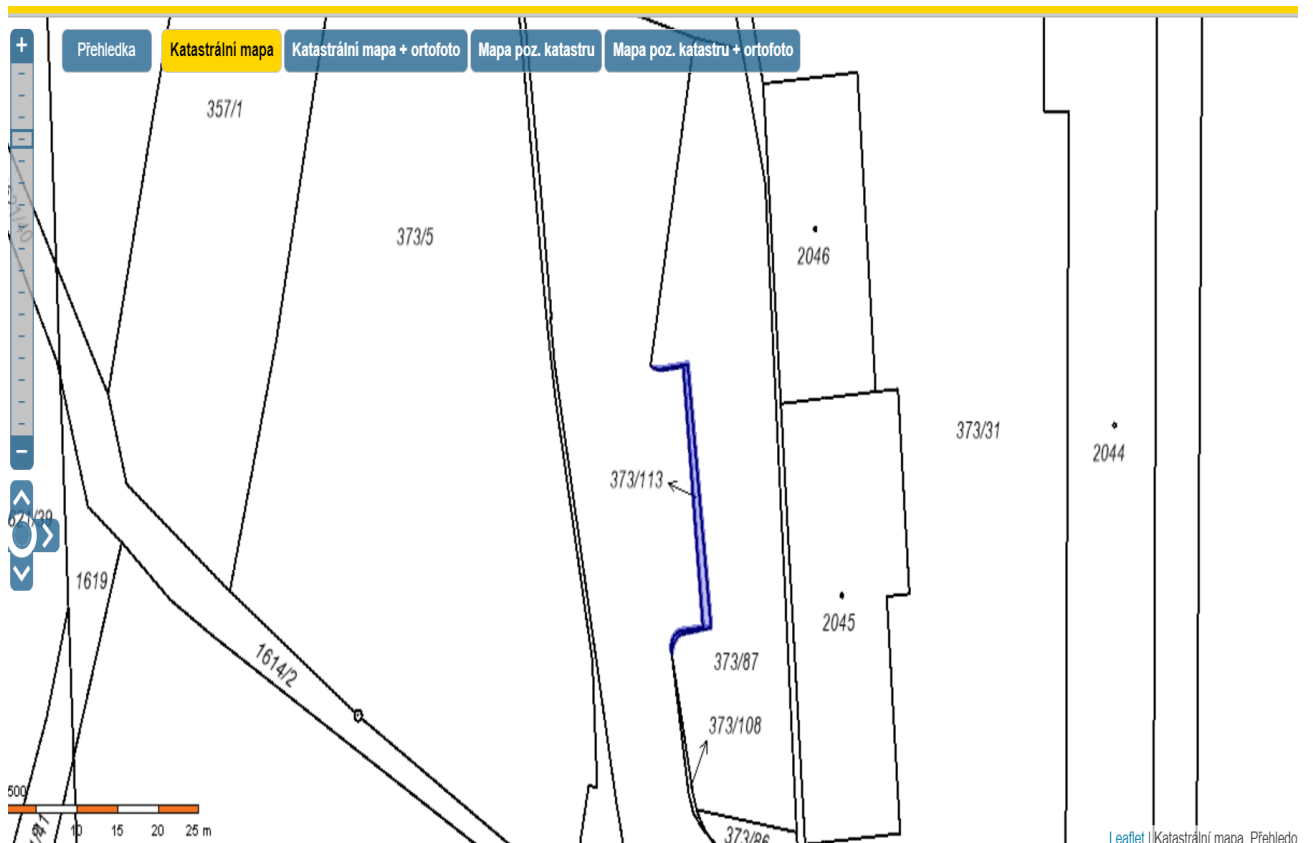 +
Přehledka
Katastrální mapa
Katastrální mapa + ortofoto
Mapa poz. katastru
Mapa poz. katastru + ortofoto
357/1
373/5
2046
373/31
2044
373/113
1619
2045
1614/2
373/87
373/108
373/86
500
10 15 20 25 m
Leaflet | Katastrální mapa, Přehledo